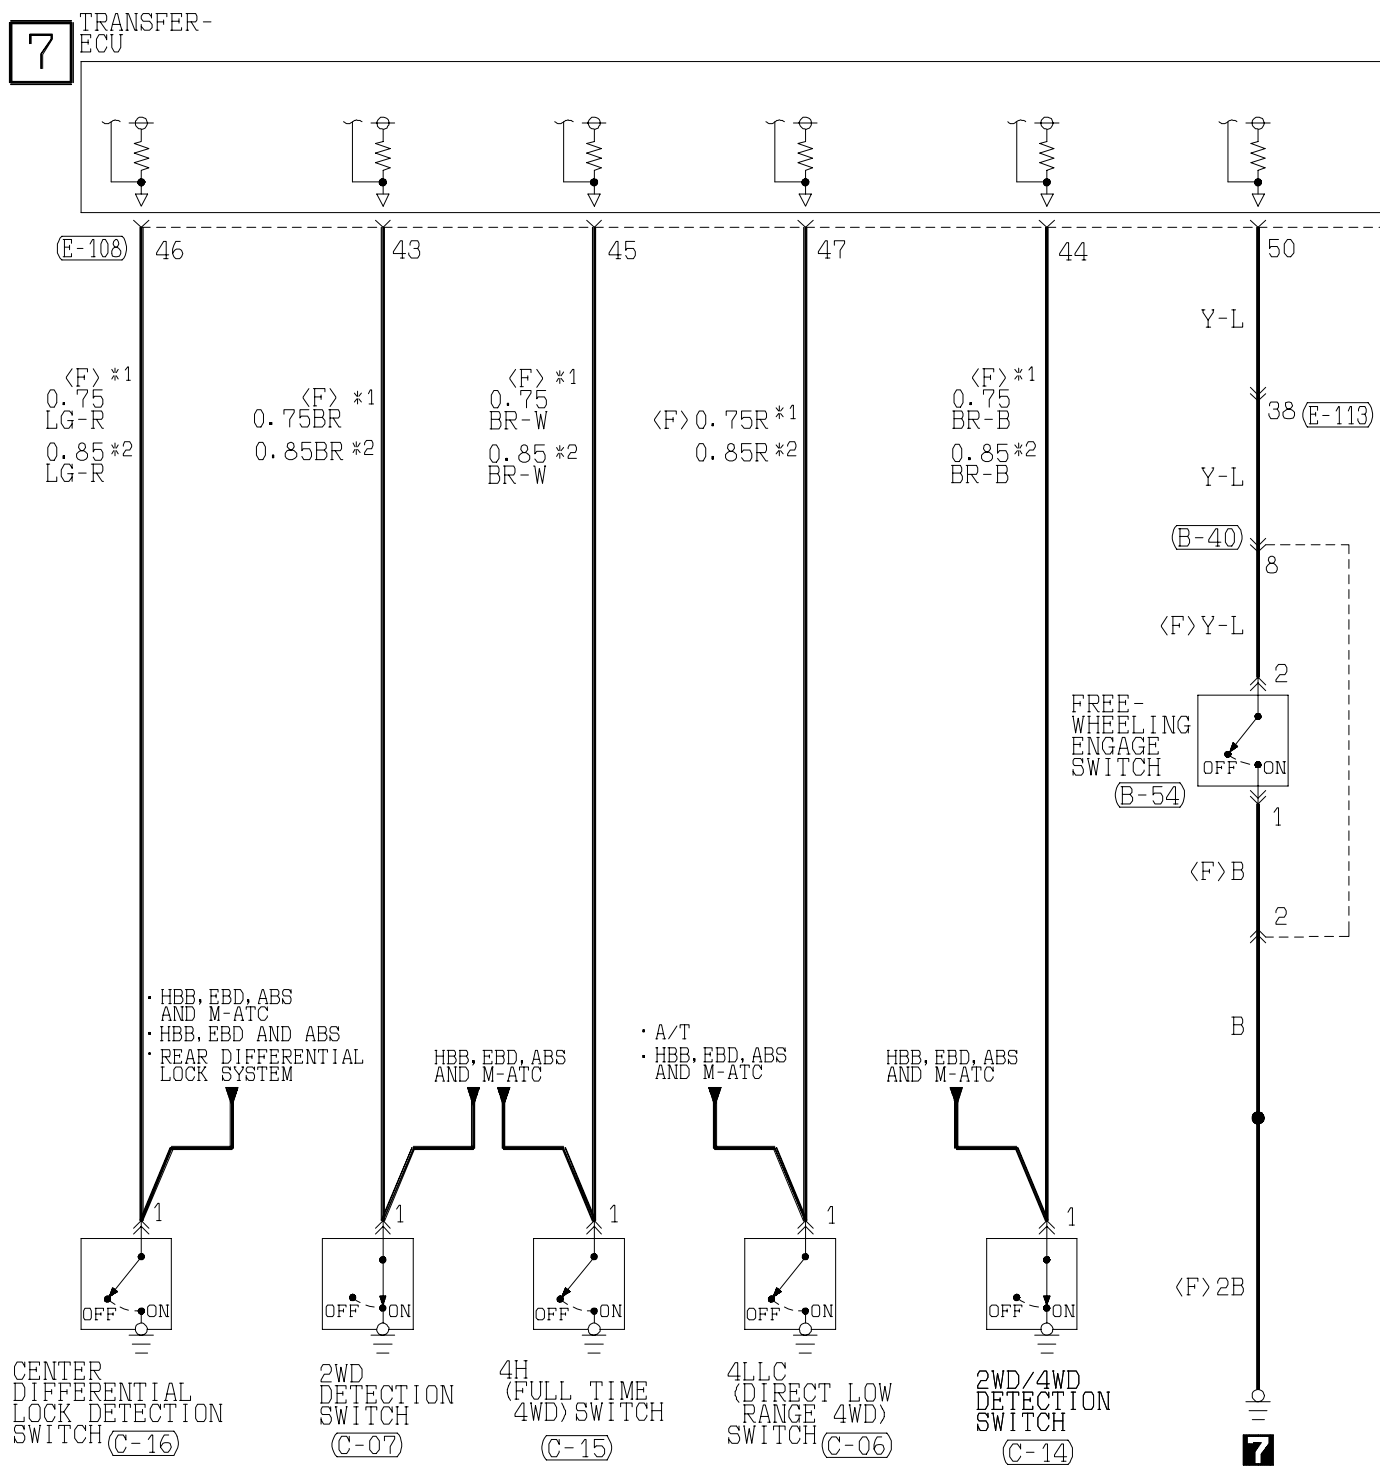 7
TRANSFER-
ECU
(E-108)
46
43
45
47
44
50
Y-L
<F> *1
0.75
LG-R
0.85 *2
LG-R
<F> *1
0.75BR
0.85BR *2
<F> *1
0.75
BR-W
0.85 *2
BR-W
<F> 0.75R *1
0.85R *2
<F> *1
0.75
BR-B
0.85 *2
BR-B
38 (E-113)
Y-L
(B-40)
8
<F> Y-L
2
FREE-
WHEELING
ENGAGE
SWITCH
(B-54)
OFF ON
1
<F> B
2
B
· HBB, EBD, ABS
AND M-ATC
· HBB, EBD AND ABS
· REAR DIFFERENTIAL
LOCK SYSTEM
HBB, EBD, ABS
AND M-ATC
· A/T
· HBB, EBD, ABS
AND M-ATC
HBB, EBD, ABS
AND M-ATC
1
1
1
1
1
OFF ON
OFF ON
OFF ON
OFF ON
OFF ON
<F> 2B
CENTER
DIFFERENTIAL
LOCK DETECTION
SWITCH (C-16)
2WD
DETECTION
SWITCH
(C-07)
4H
(FULL TIME
4WD) SWITCH
(C-15)
4LLC
(DIRECT LOW
RANGE 4WD)
SWITCH (C-06)
2WD/4WD
DETECTION
SWITCH
(C-14)
7